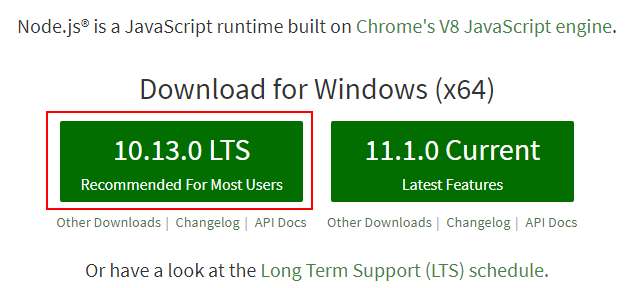 Node.js® is a JavaScript runtime built on Chrome's V8 JavaScript engine.
Download for Windows (x64)
10.13.0 LTS
Recommended For Most Users
Other Downloads | Changelog | API Docs
11.1.0 Current
Latest Features
Other Downloads | Changelog | API Docs
Or have a look at the Long Term Support (LTS) schedule.